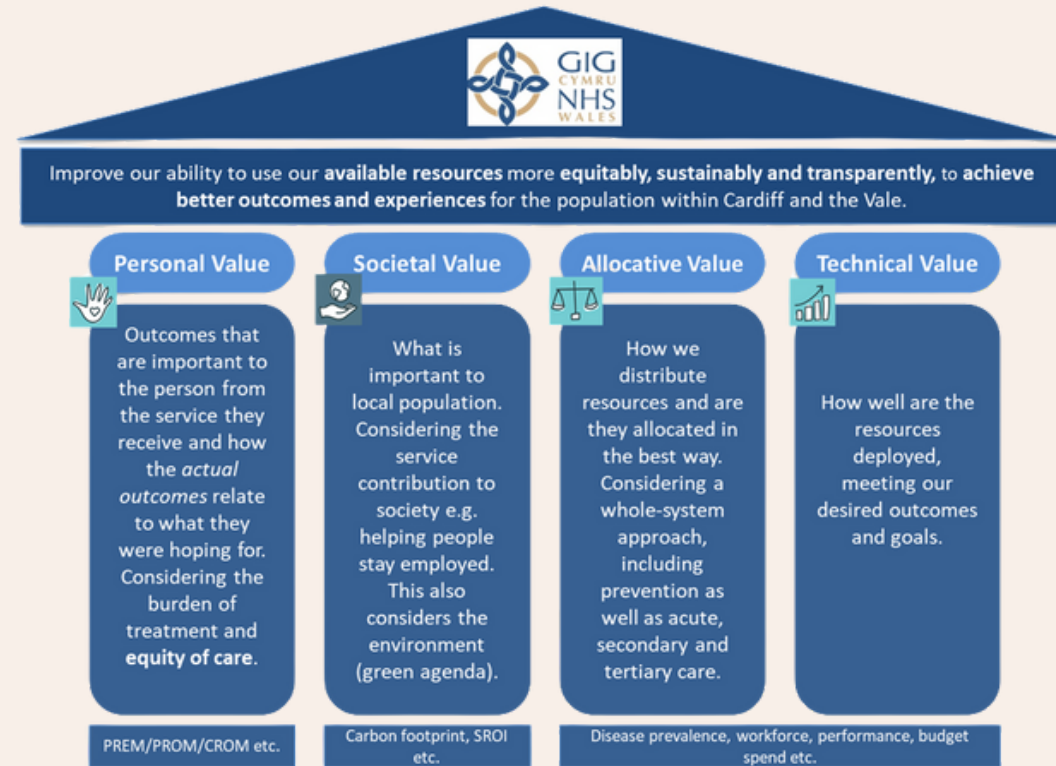 GIG
CYMRU
NHS
WALES
Improve our ability to use our available resources more equitably, sustainably and transparently, to achieve
better outcomes and experiences for the population within Cardiff and the Vale.
Personal Value
Outcomes that
are important to
the person from
the service they
receive and how
the actual
outcomes relate
to what they
were hoping for.
Considering the
burden of
treatment and
equity of care.
PREM/PROM/CROM etc.
Societal Value
What is
important to
local population.
Considering the
service
contribution to
society e.g.
helping people
stay employed.
This also
considers the
environment
(green agenda).
Carbon footprint, SROI
etc.
Allocative Value
How we
distribute
resources and are
they allocated in
the best way.
Considering a
whole-system
approach,
including
prevention as
well as acute,
secondary and
tertiary care.
Technical Value
How well are the
resources
deployed,
meeting our
desired outcomes
and goals.
Disease prevalence, workforce, performance, budget
spend etc.